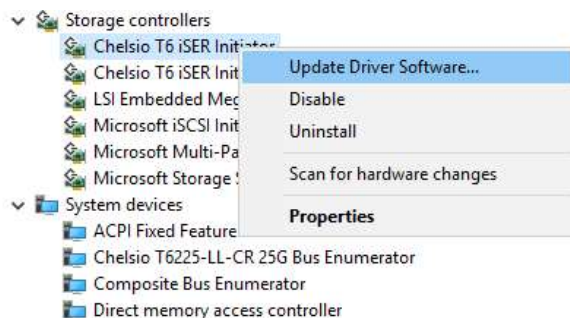 Storage controllers
Chelsio T6 iSER Initiator
Update Driver Software...
Chelsio T6 iSER Init
Disable
LSI Embedded Meg
Microsoft iSCSI Init
Uninstall
Microsoft Multi-Pa
Scan for hardware changes
Microsoft Storage S
System devices
Properties
ACPI Fixed Feature
Chelsio T6225-LL-CR 25G Bus Enumerator
Composite Bus Enumerator
Direct memory access controller